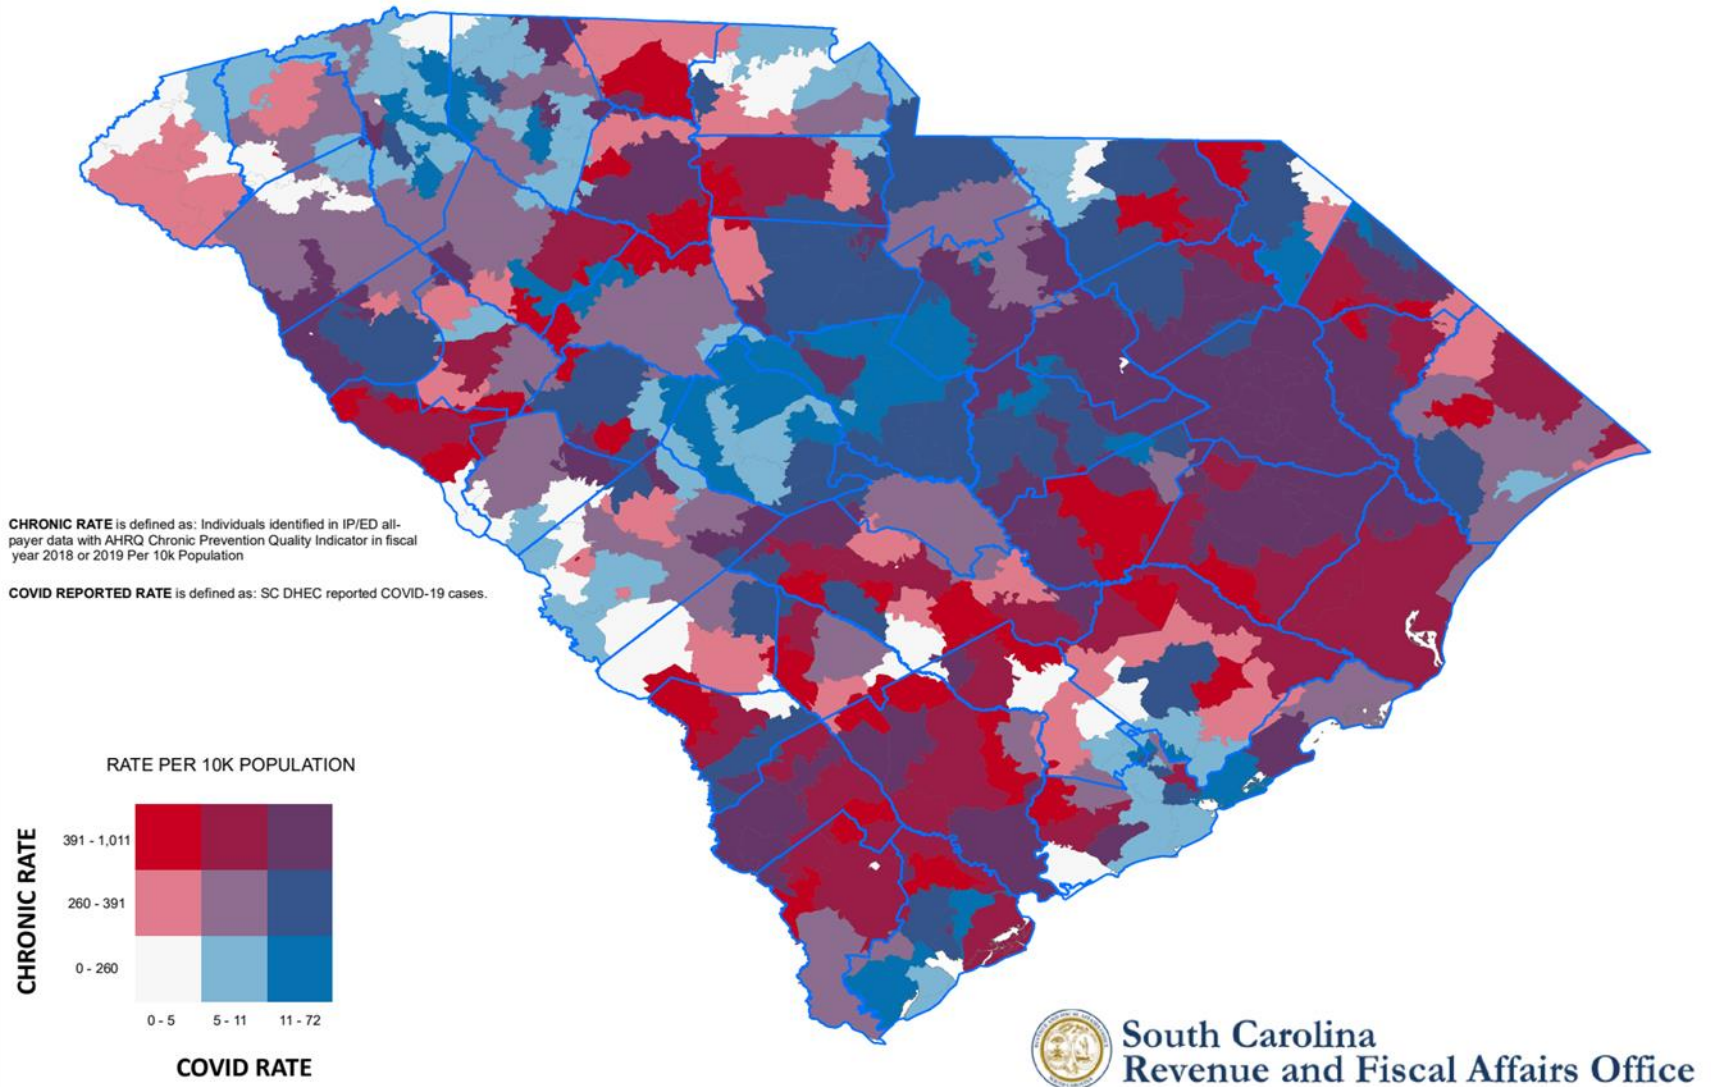 CHRONIC RATE is defined as: Individuals identified in IP/ED all-
payer data with AHRQ Chronic Prevention Quality Indicator in fiscal
year 2018 or 2019 Per 10k Population
COVID REPORTED RATE is defined as: SC DHEC reported COVID-19 cases.
RATE PER 10K POPULATION
CHRONIC RATE
391 - 1,011
260 - 391
0 - 260
0 - 5 5 - 11 11 - 72
COVID RATE
South Carolina
Revenue and Fiscal Affairs Office